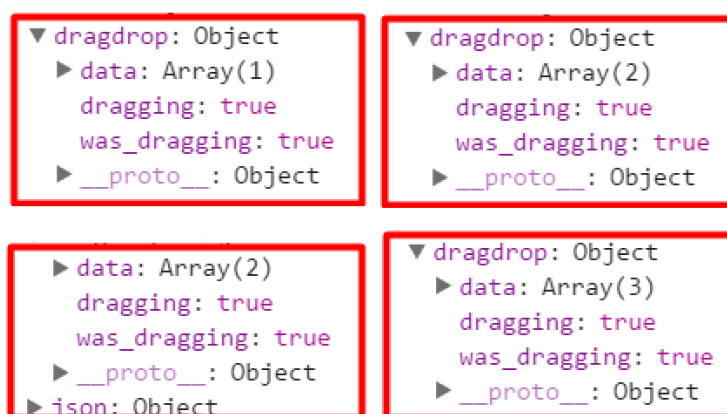 ▼ dragdrop: Object
▶ data: Array(1)
dragging: true
was_dragging: true
▶ __proto__: Object
▼ dragdrop: Object
▶ data: Array(2)
dragging: true
was_dragging: true
▶ __proto__: Object
▶ data: Array(2)
dragging: true
was_dragging: true
▶ __proto__: Object
▶ json: Object
▼ dragdrop: Object
▶ data: Array(3)
dragging: true
was_dragging: true
▶ __proto__: Object